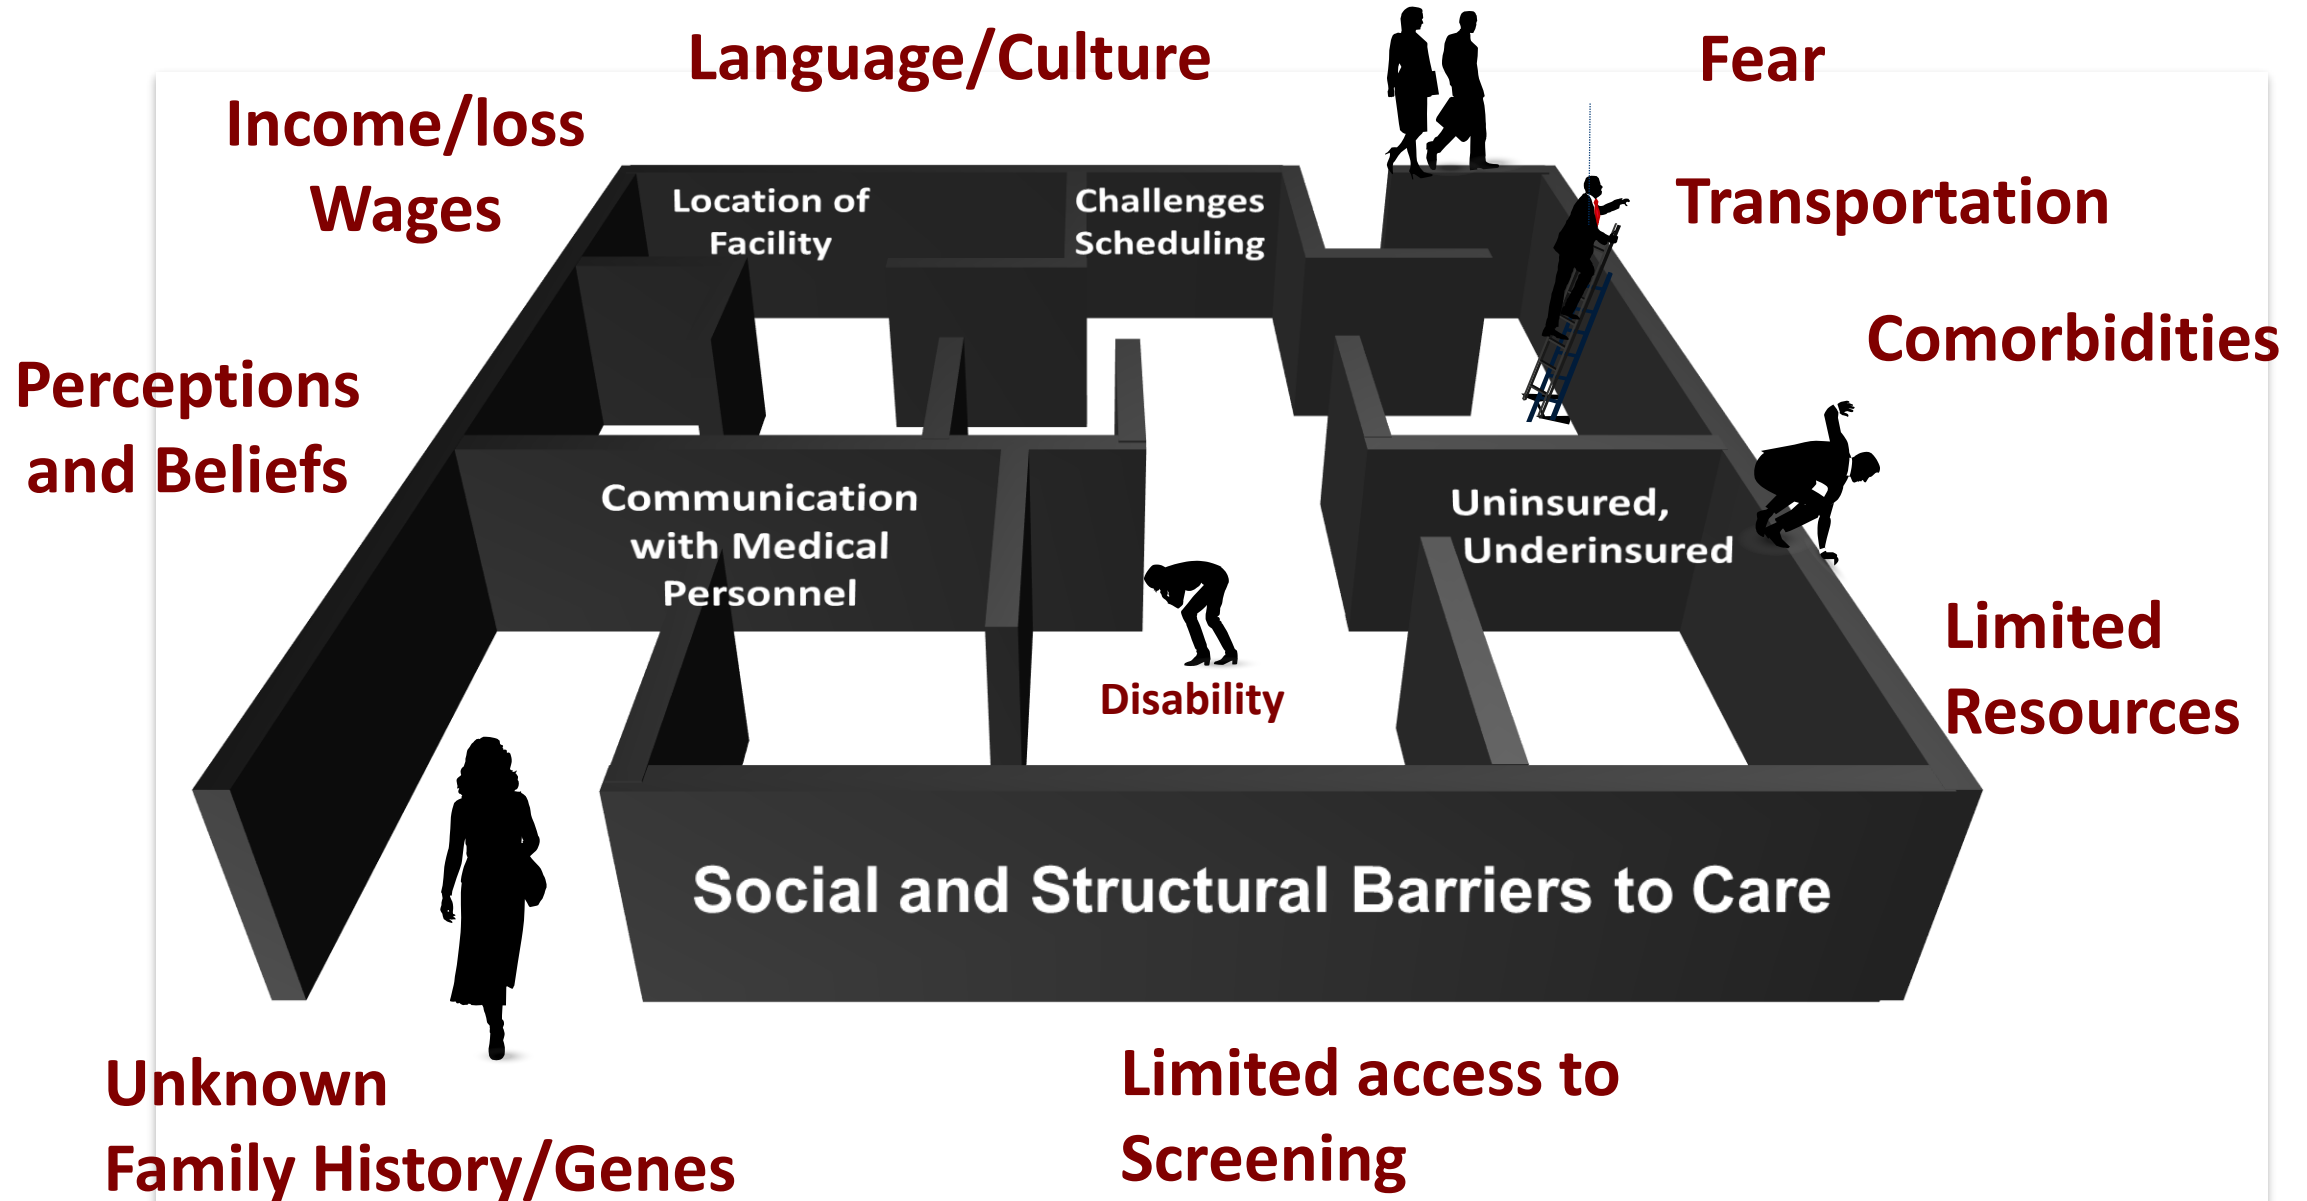 Language/Culture
Fear
Income/loss
Wages
Location of
Facility
Challenges
Scheduling
Transportation
Comorbidities
Perceptions
and Beliefs
Communication
with Medical
Personnel
Uninsured,
Underinsured
Disability
Limited
Resources
Social and Structural Barriers to Care
Unknown
Family History/Genes
Limited access to
Screening